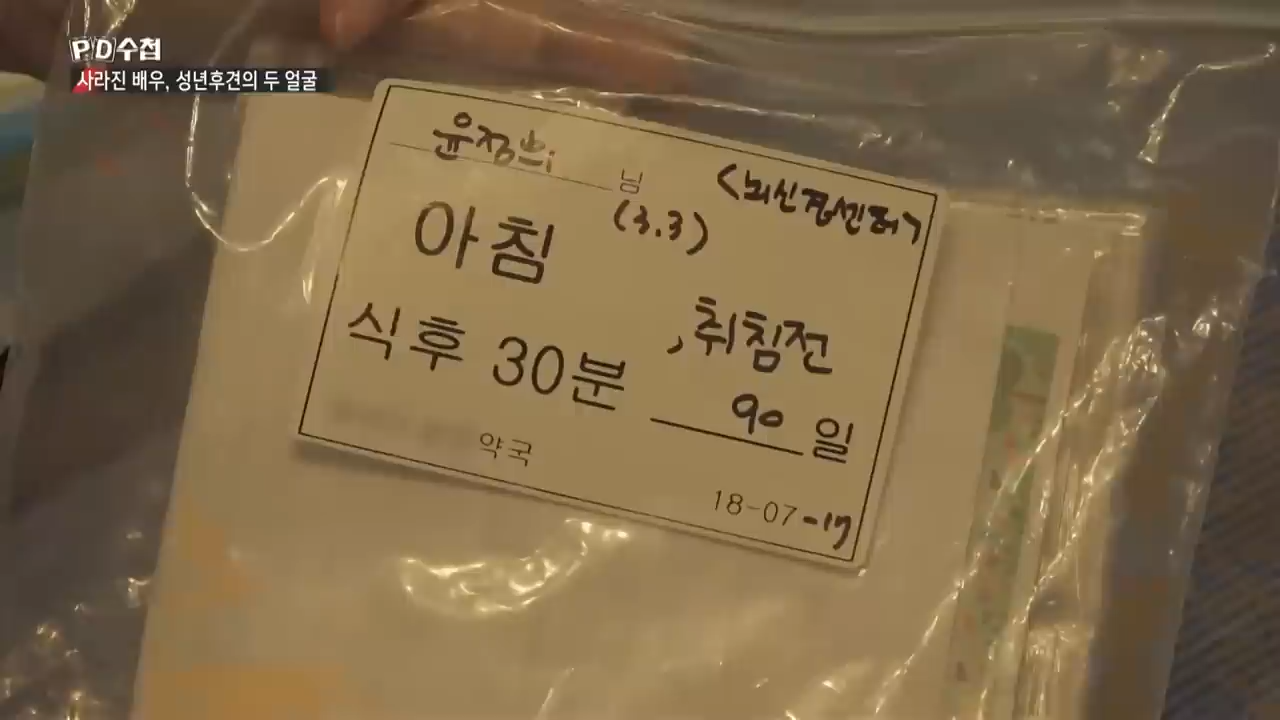 PD수첩
사라진 배우, 성년후견의 두 얼굴
윤정희 님 <뇌신경센터>
(3.3)
아침
식후 30분 , 취침전
90 일
약국
18-07-17